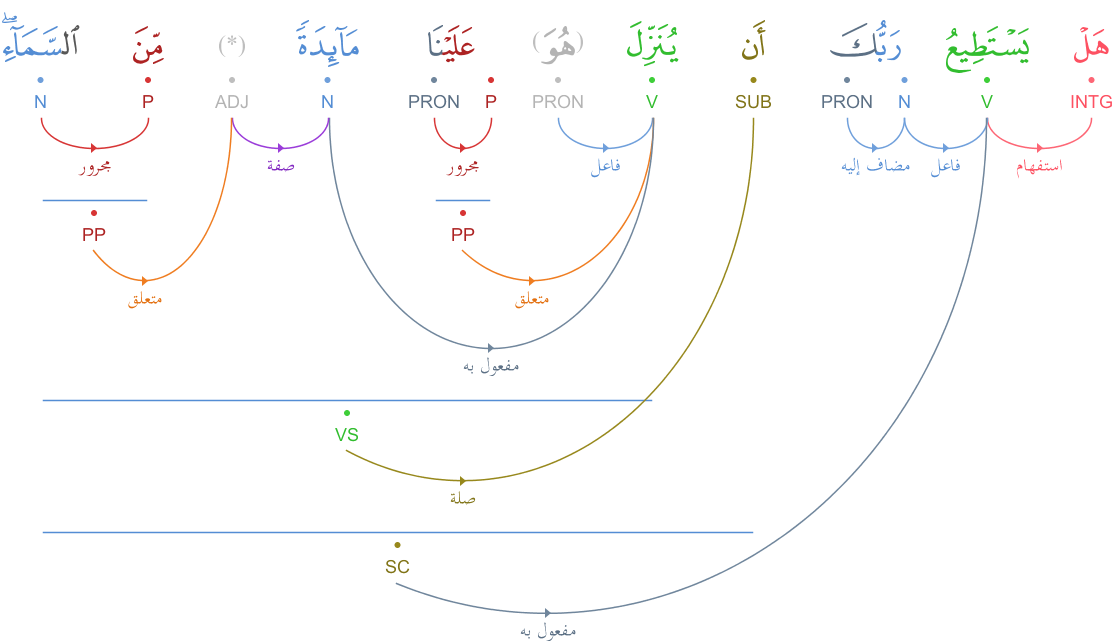 هَلْ يَسْتَطِيعُ رَبُّكَ أَن يُنَزِّلَ (هُوَ) عَلَيْنَا مَآئِدَةً (*) مِّنَ ٱلسَّمَآءِ ۖ
INTG V N PRON SUB V PRON P PRON N ADJ P N
استفهام فاعل مضاف إليه فاعل مجرور صفة مجرور
PP PP
متعلق متعلق
مفعول به
VS
صلة
SC
مفعول به